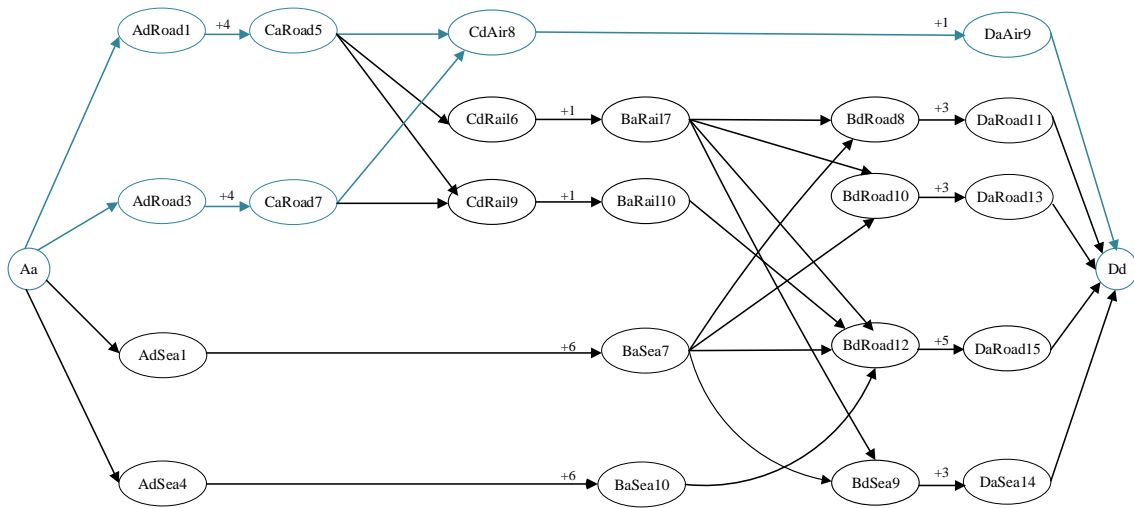 AdRoad1 +4 CaRoad5 CdAir8 +1 DaAir9
CdRail6 +1 BaRail7 BdRoad8 +3 DaRoad11
AdRoad3 +4 CaRoad7 CdRail9 +1 BaRail10 BdRoad10 +3 DaRoad13
Aa Dd
AdSea1 +6 BaSea7 BdRoad12 +5 DaRoad15
AdSea4 +6 BaSea10 BdSea9 +3 DaSea14